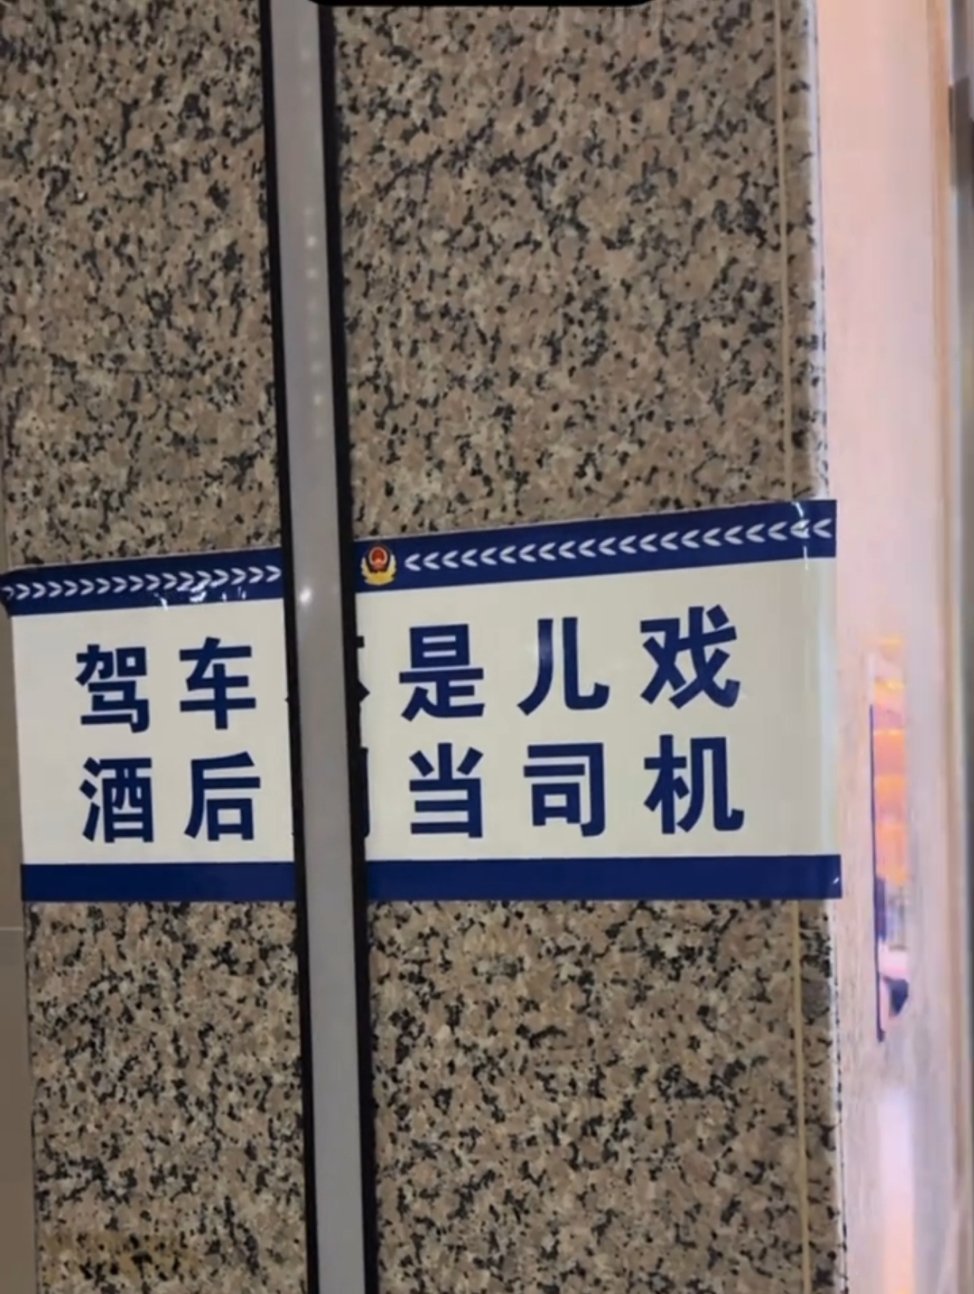 驾车 是儿戏
酒后 当司机